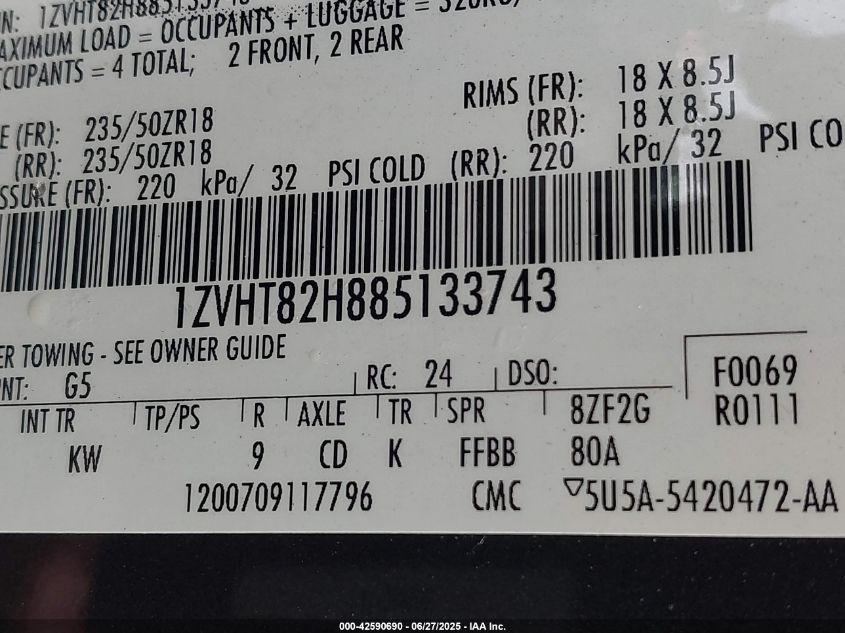 1ZVHT82H885133743
MAXIMUM LOAD = OCCUPANTS + LUGGAGE =
OCCUPANTS = 4 TOTAL; 2 FRONT, 2 REAR
RIMS (FR): 18 X 8.5J
E (FR): 235/50ZR18 (RR): 18 X 8.5J
(RR): 235/50ZR18
SSURE (FR): 220 kPa/ 32 PSI COLD (RR): 220 kPa/ 32 PSI CO
1ZVHT82H885133743
ER TOWING - SEE OWNER GUIDE
NT: G5 RC: 24 DSO: F0069
INT TR TP/PS R AXLE TR SPR 8ZF2G R0111
KW 9 CD K FFBB 80A
1200709117796 CMC ▽5U5A-5420472-AA
000-42590690 - 06/27/2025 - IAA Inc.